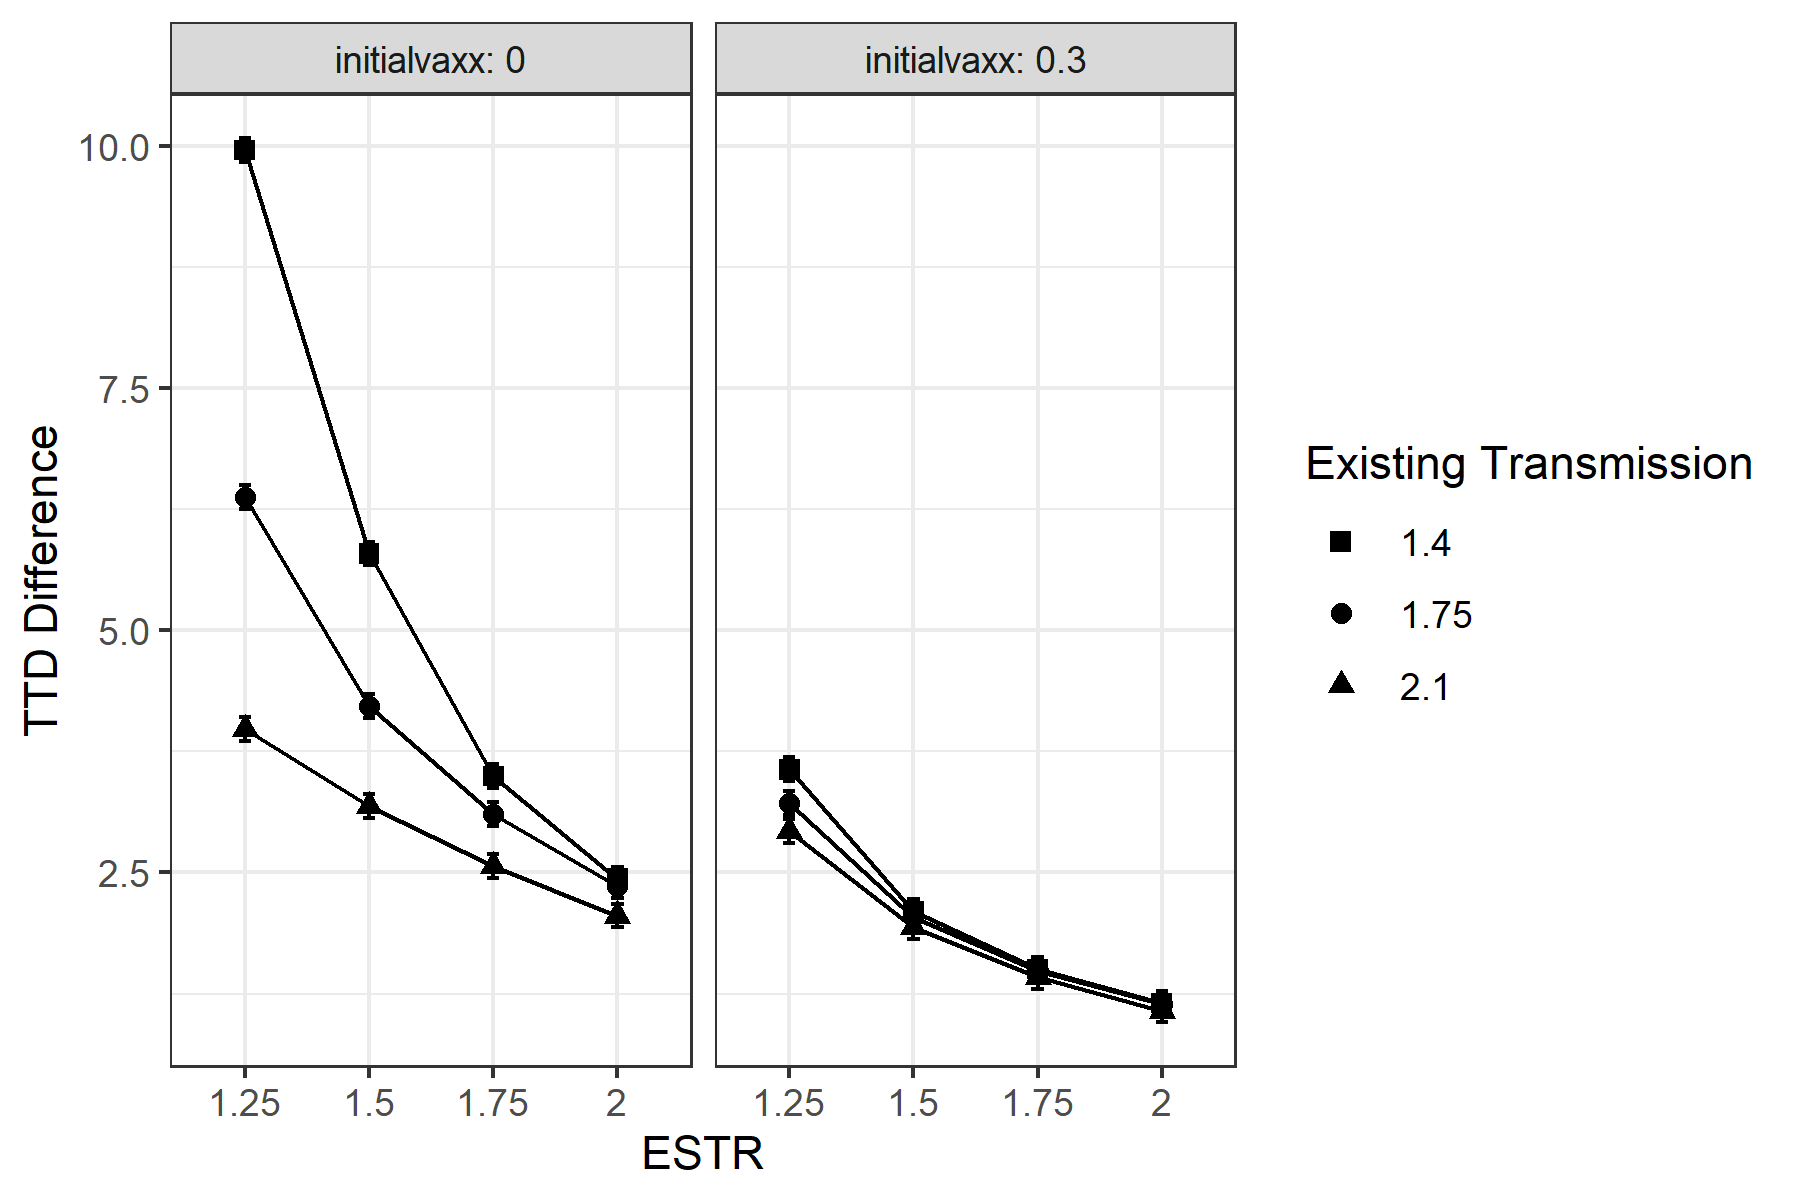 initialvaxx: 0
initialvaxx: 0.3
10.0
7.5
5.0
2.5
TTD Difference
1.25 1.5 1.75 2
1.25 1.5 1.75 2
ESTR
Existing Transmission
1.4
1.75
2.1